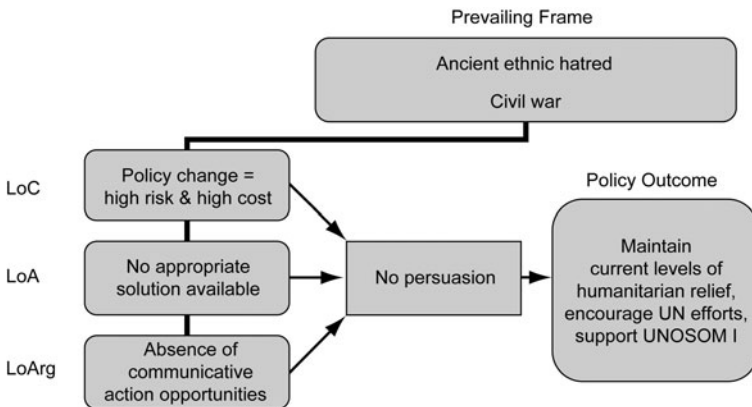 Prevailing Frame
Ancient ethnic hatred
Civil war
LoC
Policy change =
high risk & high cost
LoA
No appropriate
solution available
LoArg
Absence of
communicative
action opportunities
No persuasion
Policy Outcome
Maintain
current levels of
humanitarian relief,
encourage UN efforts,
support UNOSOM I